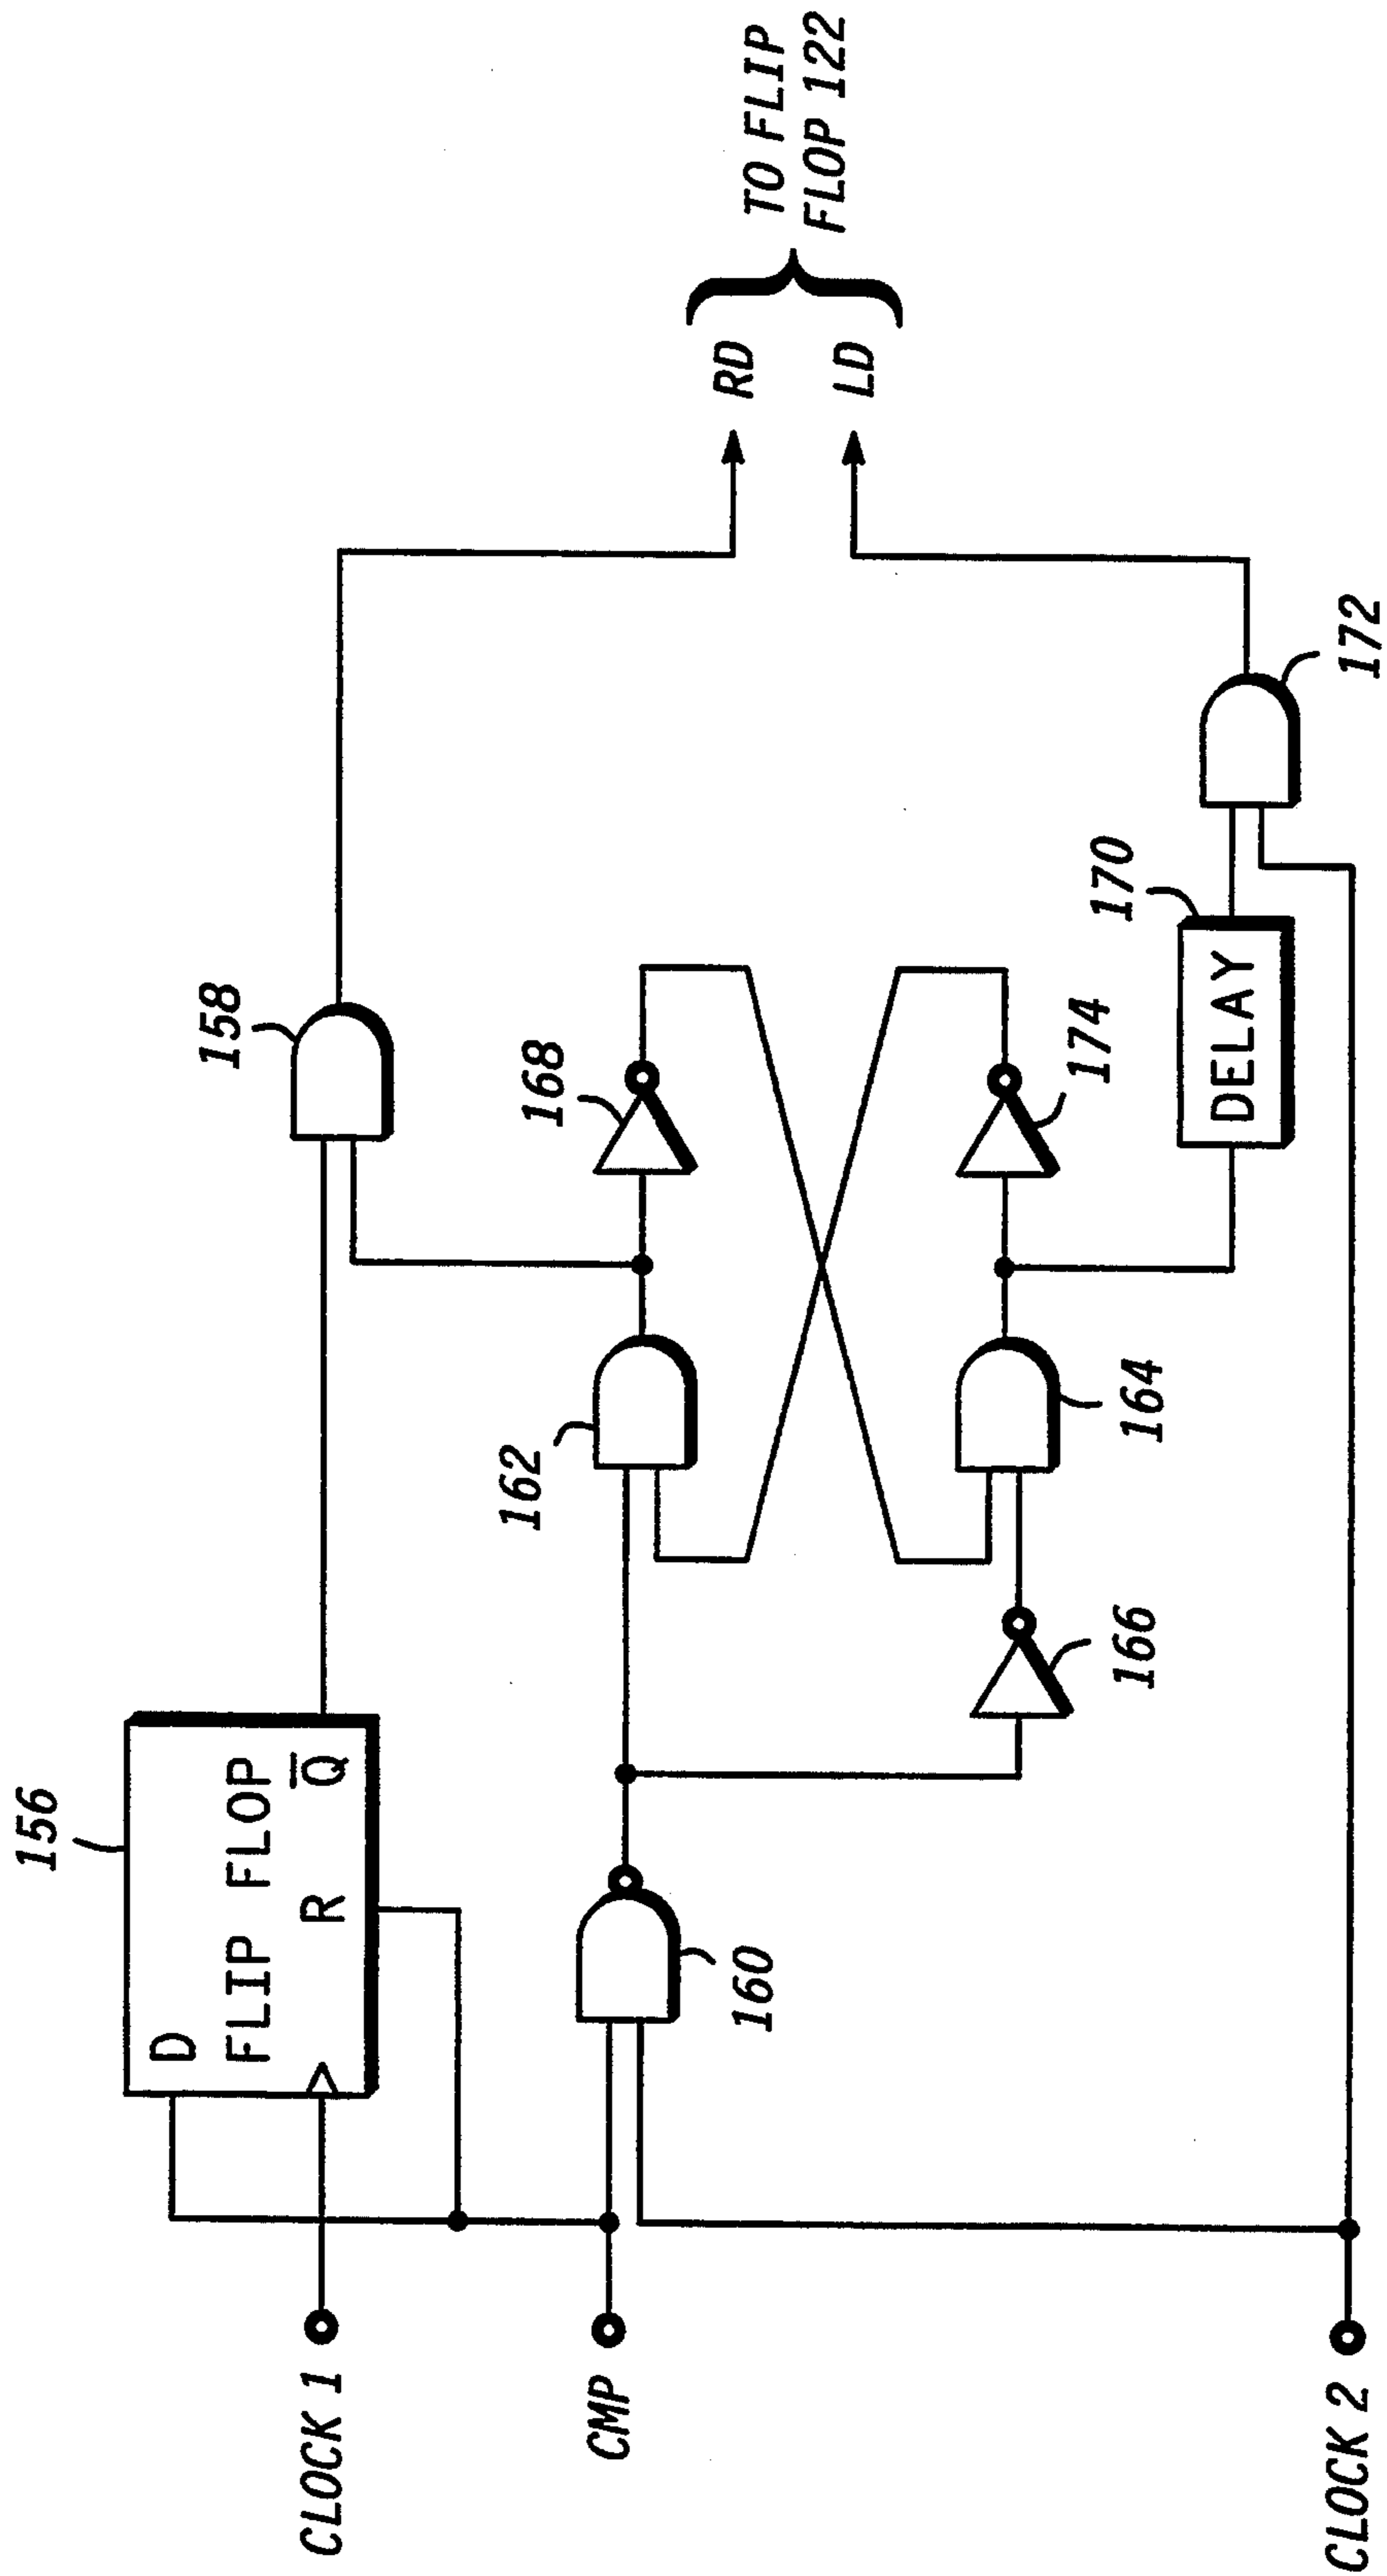 156
D
FLIP FLOP
R
Q̅
CLOCK 1
158
TO FLIP
FLOP 122
RD
LD
CMP
160
162
168
166
164
174
170
DELAY
172
CLOCK 2